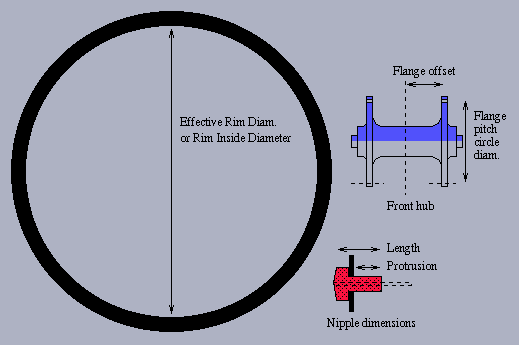 Effective Rim Diam.
or Rim Inside Diameter
Flange offset
Flange
pitch
circle
diam.
Front hub
Length
Protrusion
Nipple dimensions